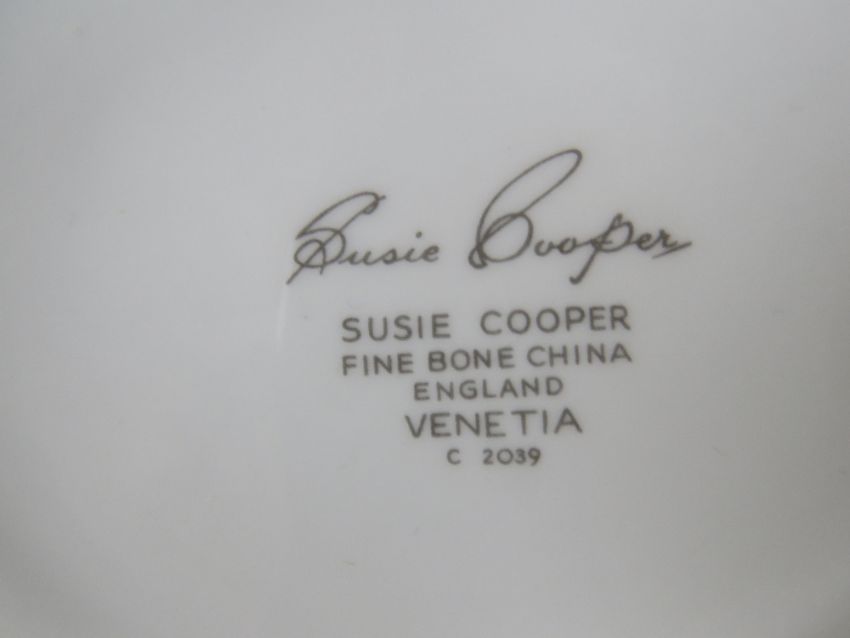 Susie Cooper
SUSIE COOPER
FINE BONE CHINA
ENGLAND
VENETIA
C 2039